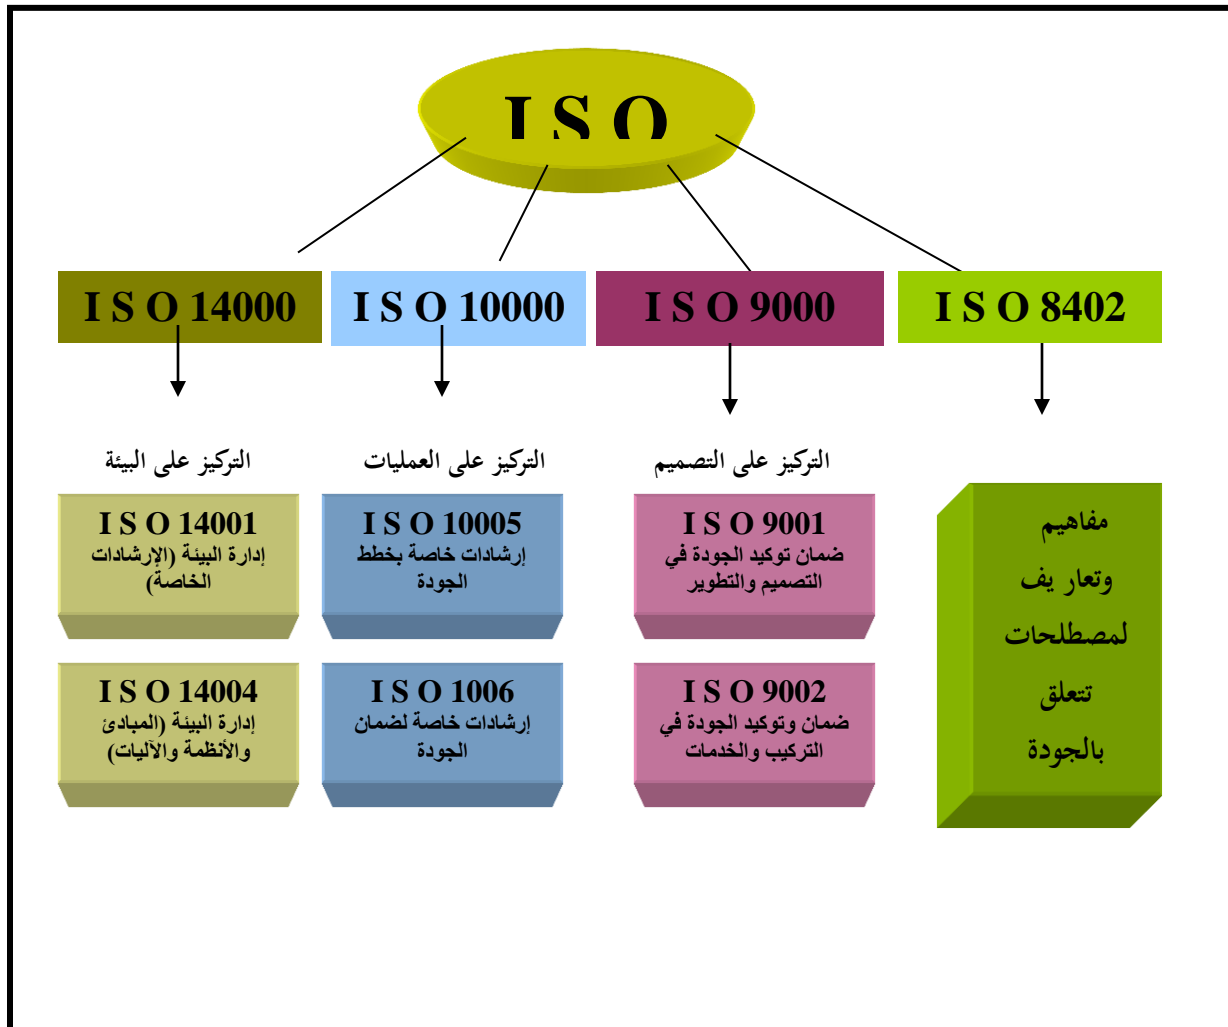 I S O
I S O 8402
I S O 9000
I S O 10000
I S O 14000
التركيز على التصميم
التركيز على العمليات
التركيز على البيئة
مفاهيم
وتعار يف
لمصطلحات
تتعلق
بالجودة
I S O 9001
ضمان توكيد الجودة في
التصميم والتطوير
I S O 10005
إرشادات خاصة بخطط
الجودة
I S O 14001
إدارة البيئة (الإرشادات
الخاصة)
I S O 9002
ضمان وتوكيد الجودة في
التركيب والخدمات
I S O 1006
إرشادات خاصة لضمان
الجودة
I S O 14004
إدارة البيئة (المبادئ
والأنظمة والآليات)